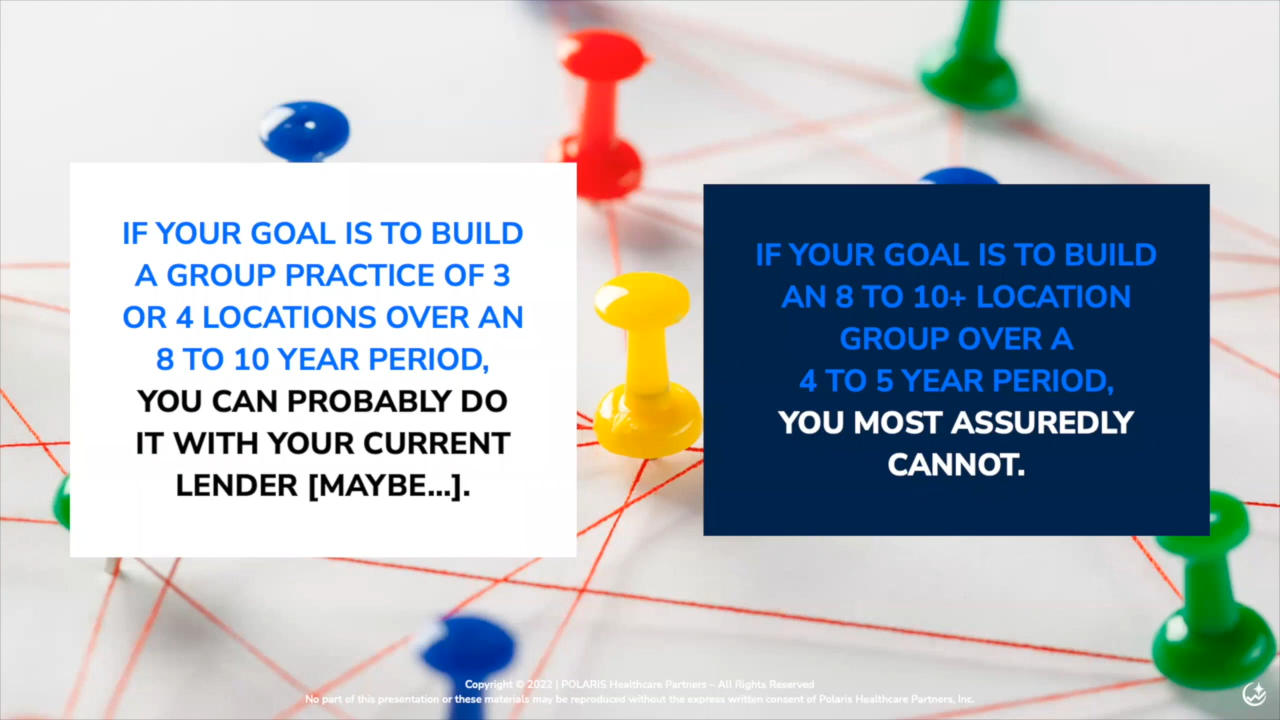 IF YOUR GOAL IS TO BUILD
A GROUP PRACTICE OF 3
OR 4 LOCATIONS OVER AN
8 TO 10 YEAR PERIOD,
YOU CAN PROBABLY DO
IT WITH YOUR CURRENT
LENDER [MAYBE...].
IF YOUR GOAL IS TO BUILD
AN 8 TO 10+ LOCATION
GROUP OVER A
4 TO 5 YEAR PERIOD,
YOU MOST ASSUREDLY
CANNOT.
Copyright © 2022 | POLARIS Healthcare Partners – All Rights Reserved
No part of this presentation or these materials may be reproduced without the express written consent of Polaris Healthcare Partners, Inc.